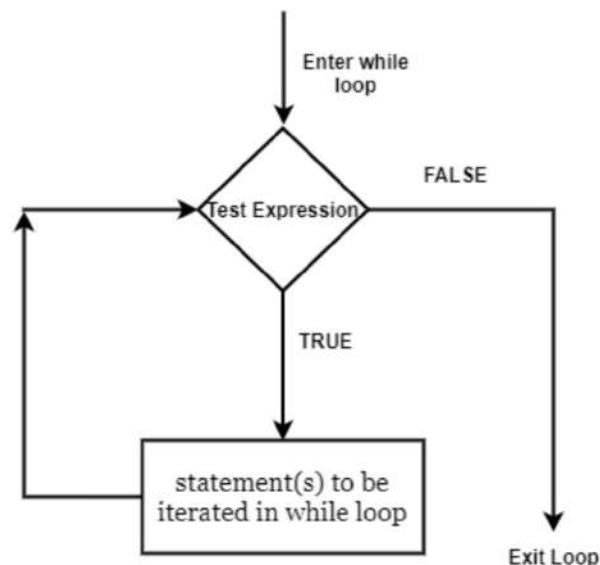 Enter while
loop
FALSE
Test Expression
TRUE
statement(s) to be
iterated in while loop
Exit Loop